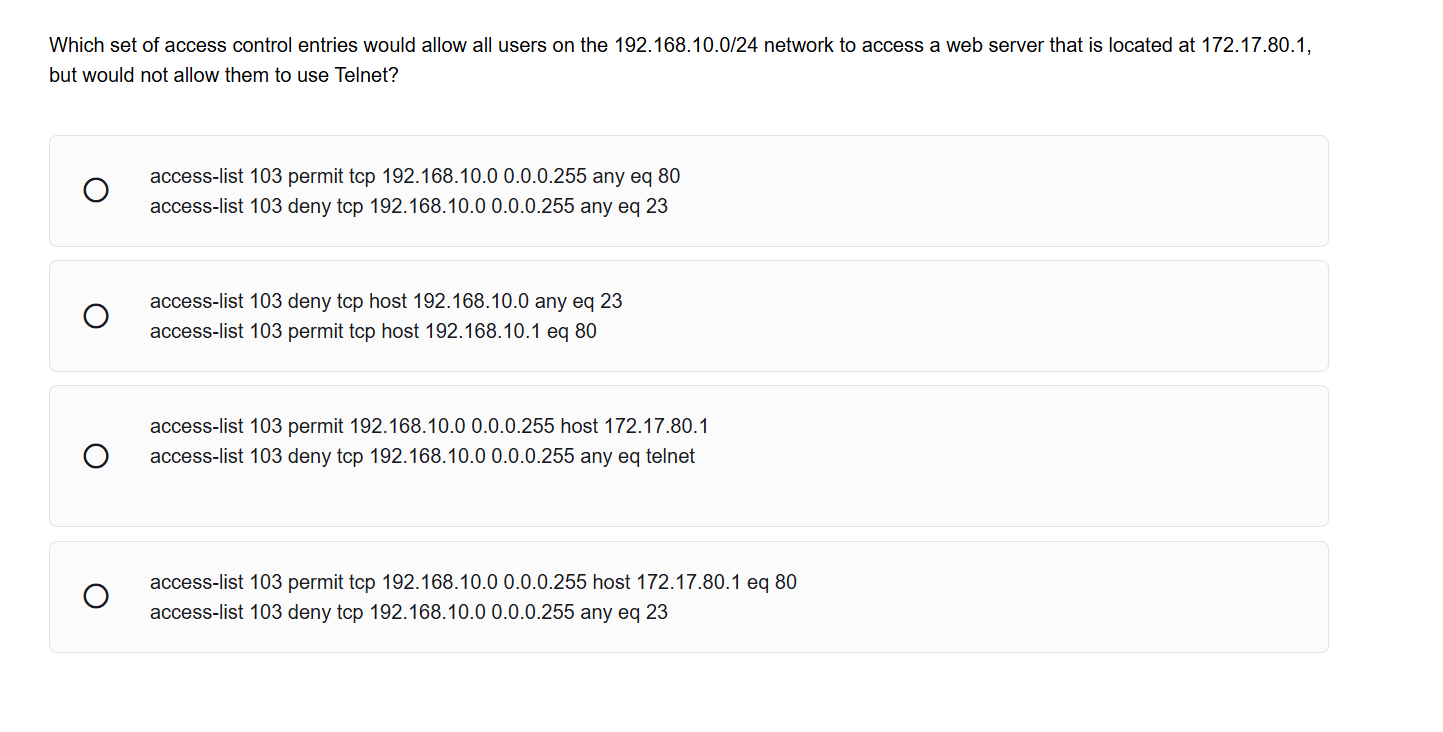 Which set of access control entries would allow all users on the 192.168.10.0/24 network to access a web server that is located at 172.17.80.1,
but would not allow them to use Telnet?
access-list 103 permit tcp 192.168.10.0 0.0.0.255 any eq 80
access-list 103 deny tcp 192.168.10.0 0.0.0.255 any eq 23
access-list 103 deny tcp host 192.168.10.0 any eq 23
access-list 103 permit tcp host 192.168.10.1 eq 80
access-list 103 permit 192.168.10.0 0.0.0.255 host 172.17.80.1
access-list 103 deny tcp 192.168.10.0 0.0.0.255 any eq telnet
access-list 103 permit tcp 192.168.10.0 0.0.0.255 host 172.17.80.1 eq 80
access-list 103 deny tcp 192.168.10.0 0.0.0.255 any eq 23